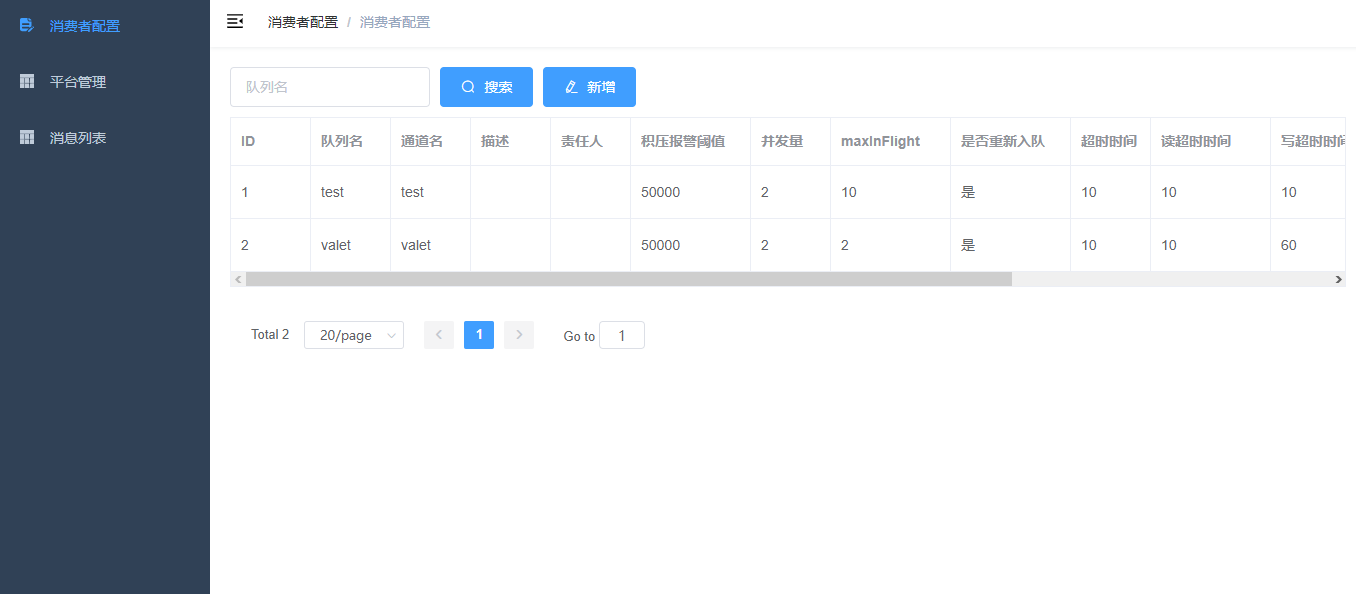 消费者配置
平台管理
消息列表
消费者配置 / 消费者配置
队列名 搜索 新增
ID 队列名 通道名 描述 责任人 积压报警阈值 并发量 maxInFlight 是否重新入队 超时时间 读超时时间 写超时时间
1 test test 50000 2 10 是 10 10 10
2 valet valet 50000 2 2 是 10 10 60
Total 2 20/page 1 Go to 1